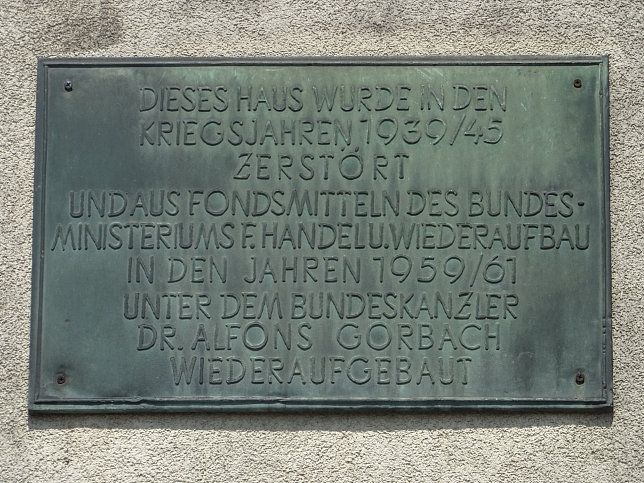 DIESES HAUS WURDE IN DEN
KRIEGSJAHREN 1939/45
ZERSTÖRT
UND AUS FONDSMITTELN DES BUNDES-
MINISTERIUMS F. HANDEL U. WIEDERAUFBAU
IN DEN JAHREN 1959/61
UNTER DEM BUNDESKANZLER
DR. ALFONS GORBACH
WIEDERAUFGEBAUT